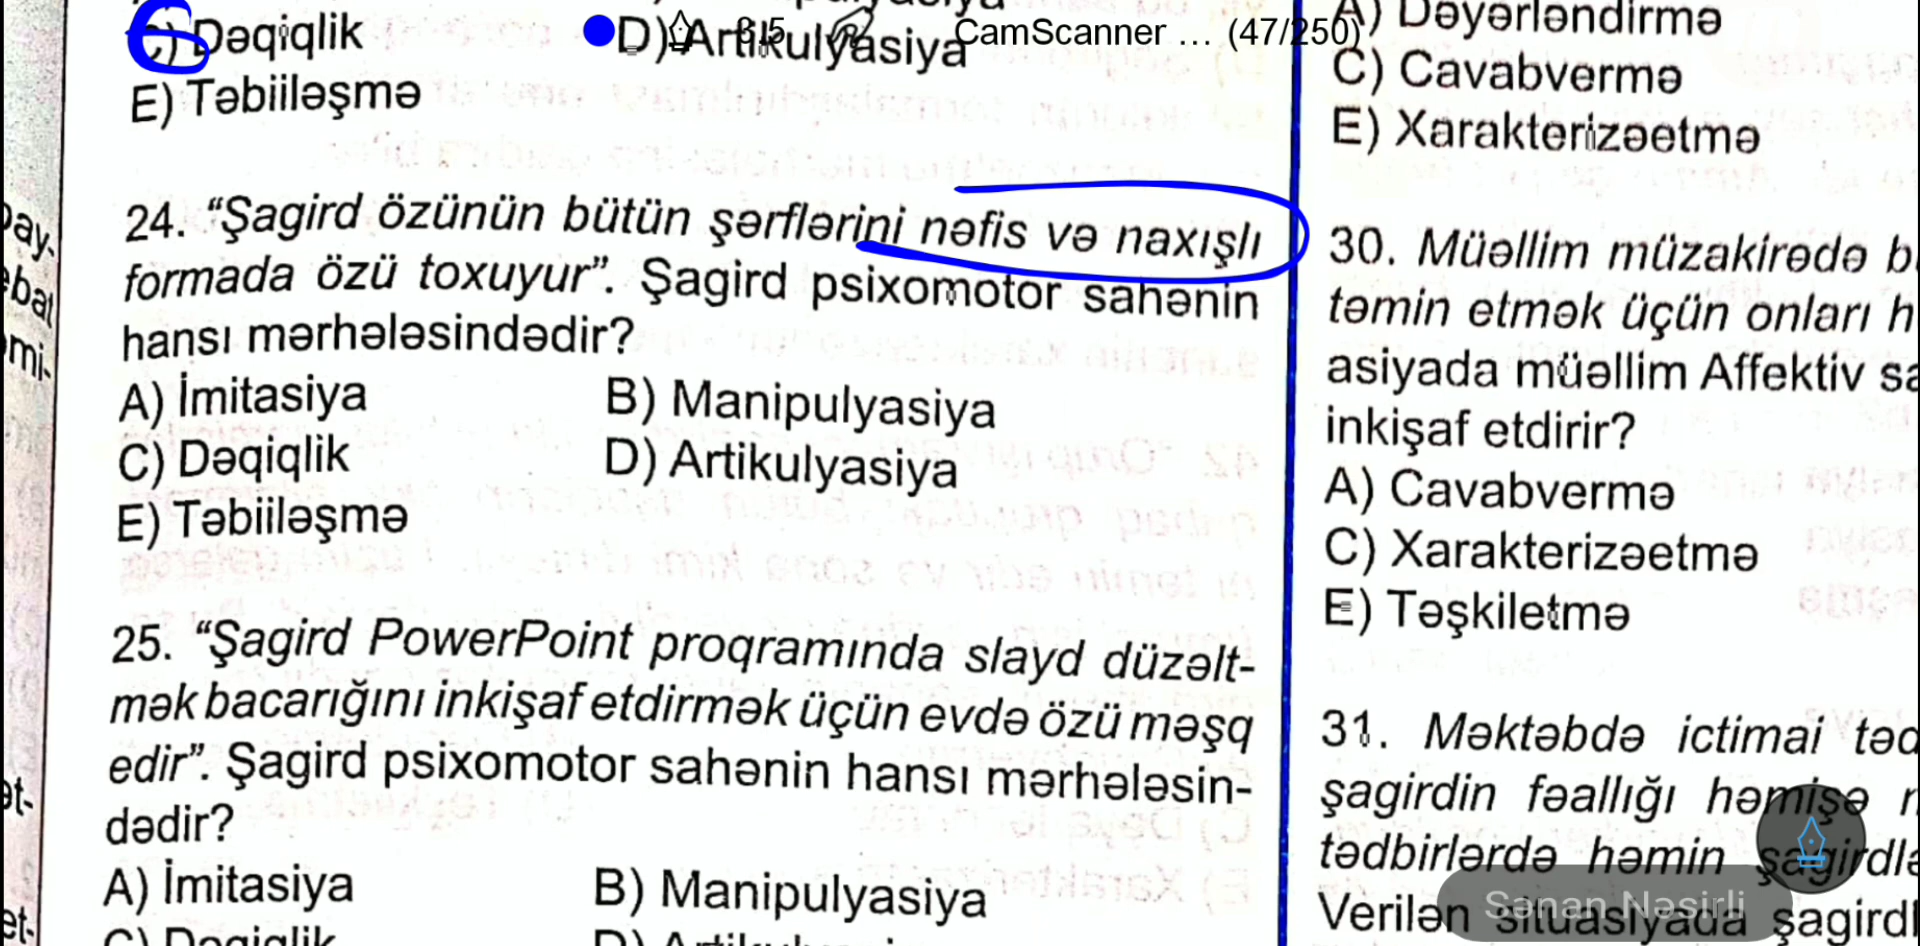 C) Dəqiqlik
D) Artikulyasiya
E) Təbiiləşmə
CamScanner ... (47/250)
24. “Şagird özünün bütün şərflərini nəfis və naxışlı
formada özü toxuyur”. Şagird psixomotor sahənin
hansı mərhələsindədir?
A) İmitasiya
B) Manipulyasiya
C) Dəqiqlik
D) Artikulyasiya
E) Təbiiləşmə
25. “Şagird PowerPoint proqramında slayd düzəlt-
mək bacarığını inkişaf etdirmək üçün evdə özü məşq
edir”. Şagird psixomotor sahənin hansı mərhələsin-
dədir?
A) İmitasiya
B) Manipulyasiya
C) Dəqiqlik
A) Dəyərləndirmə
C) Cavabvermə
E) Xarakterizəetmə
30. Müəllim müzakirədə
təmin etmək üçün onları
asiyada müəllim Affektiv
inkişaf etdirir?
A) Cavabvermə
C) Xarakterizəetmə
E) Təşkiletmə
31. Məktəbdə ictimai
şagirdin fəallığı həmişə
tədbirlərdə həmin
Verilən situasiyada
Sənan Nəsirli